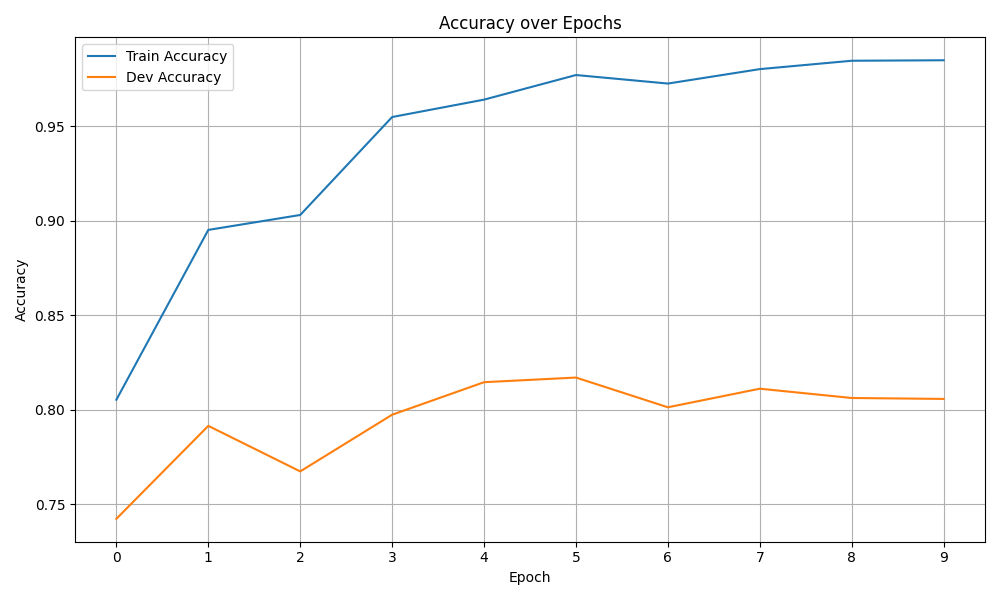 Accuracy over Epochs
Train Accuracy
Dev Accuracy
Accuracy
0.95
0.90
0.85
0.80
0.75
0 1 2 3 4 5 6 7 8 9
Epoch